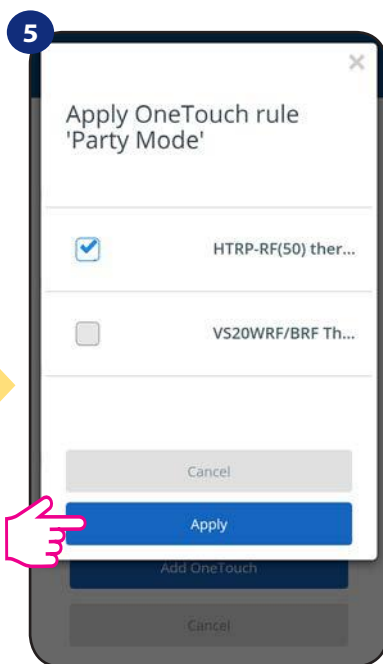 5
×
Apply OneTouch rule
'Party Mode'
HTRP-RF(50) ther...
VS20WRF/BRF Th...
Cancel
Apply
Add OneTouch
Cancel